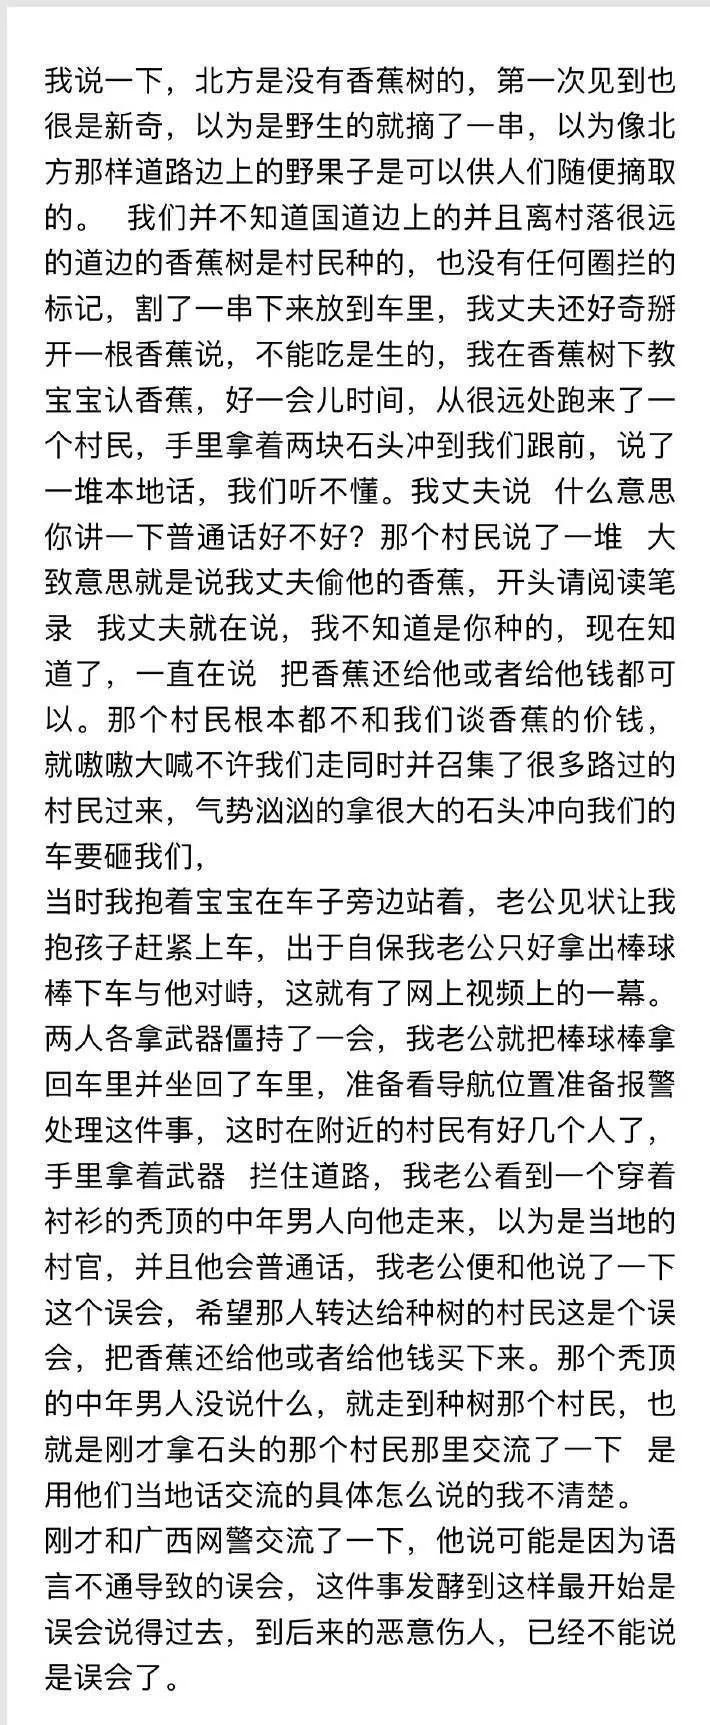 我说一下，北方是没有香蕉树的，第一次见到也
很是新奇，以为是野生的就摘了一串，以为像北
方那样道路边上的野果子是可以供人们随便摘取
的。 我们并不知道国道边上的并且离村落很远
的道边的香蕉树是村民种的，也没有任何圈拦的
标记，割了一串下来放到车里，我丈夫还好奇掰
开一根香蕉说，不能吃是生的，我在香蕉树下教
宝宝认香蕉，好一会儿时间，从很远处跑来了一
个村民，手里拿着两块石头冲到我们跟前，说了
一堆本地话，我们听不懂。我丈夫说 什么意思
你讲一下普通话好不好？那个村民说了一堆 大
致意思就是说我丈夫偷他的香蕉，开头请阅读笔
录 我丈夫就在说，我不知道是你种的，现在知
道了，一直在说 把香蕉还给他或者给他钱都可
以。那个村民根本都不和我们谈香蕉的价钱，
就嗷嗷大喊不许我们走同时并召集了很多路过的
村民过来，气势汹汹的拿很大的石头冲向我们的
车要砸我们，
当时我抱着宝宝在车子旁边站着，老公见状让我
抱孩子赶紧上车，出于自保我老公只好拿出棒球
棒下车与他对峙，这就有了网上视频上的一幕。
两人各拿武器僵持了一会，我老公就把棒球棒拿
回车里并坐回了车里，准备看导航位置准备报警
处理这件事，这时在附近的村民有好几个人了，
手里拿着武器 拦住道路，我老公看到一个穿着
衬衫的秃顶的中年男人向他走来，以为是当地的
村官，并且他会普通话，我老公便和他说了一下
这个误会，希望那人转达给种树的村民这是个误
会，把香蕉还给他或者给他钱买下来。那个秃顶
的中年男人没说什么，就走到种树那个村民，也
就是刚才拿石头的那个村民那里交流了一下 是
用他们当地话交流的具体怎么说的我不清楚。
刚才和广西网警交流了一下，他说可能是因为语
言不通导致的误会，这件事发酵到这样最开始是
误会说得过去，到后来的恶意伤人，已经不能说
是误会了。